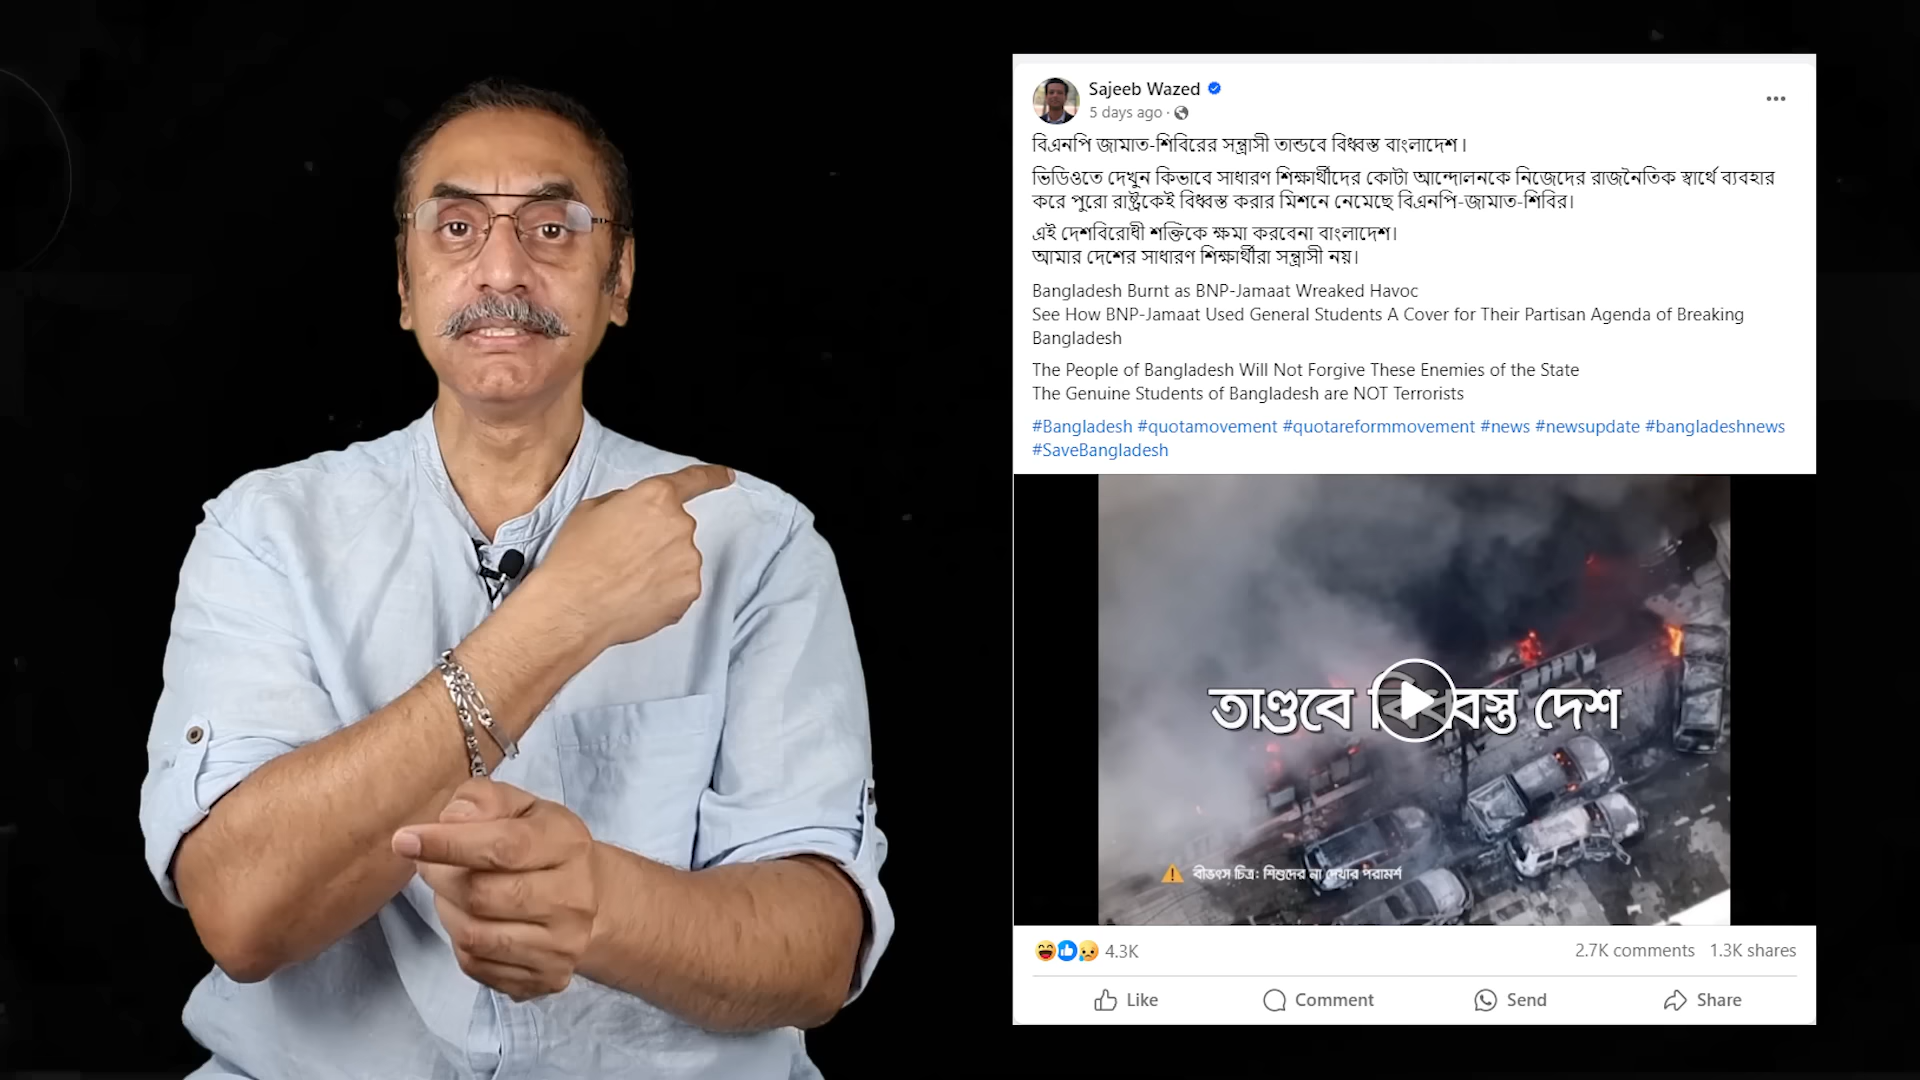 Sajeeb Wazed
5 days ago
বিএনপি জামাত-শিবিরের সন্ত্রাসী তান্ডবে বিধ্বস্ত বাংলাদেশ।
ভিডিওতে দেখুন কিভাবে সাধারণ শিক্ষার্থীদের কোটা আন্দোলনকে নিজেদের রাজনৈতিক স্বার্থে ব্যবহার
করে পুরো রাষ্ট্রকেই বিধ্বস্ত করার মিশনে নেমেছে বিএনপি-জামাত-শিবির।
এই দেশবিরোধী শক্তিকে ক্ষমা করবেনা বাংলাদেশ।
আমার দেশের সাধারণ শিক্ষার্থীরা সন্ত্রাসী নয়।
Bangladesh Burnt as BNP-Jamaat Wreaked Havoc
See How BNP-Jamaat Used General Students A Cover for Their Partisan Agenda of Breaking
Bangladesh
The People of Bangladesh Will Not Forgive These Enemies of the State
The Genuine Students of Bangladesh are NOT Terrorists
#Bangladesh #quotamovement #quotareformmovement #news #newsupdate #bangladeshnews
#SaveBangladesh
তাণ্ডবে বিধ্বস্ত দেশ
বীভৎস চিত্র: শিশুদের না দেখার পরামর্শ
4.3K 2.7K comments 1.3K shares
Like Comment Send Share